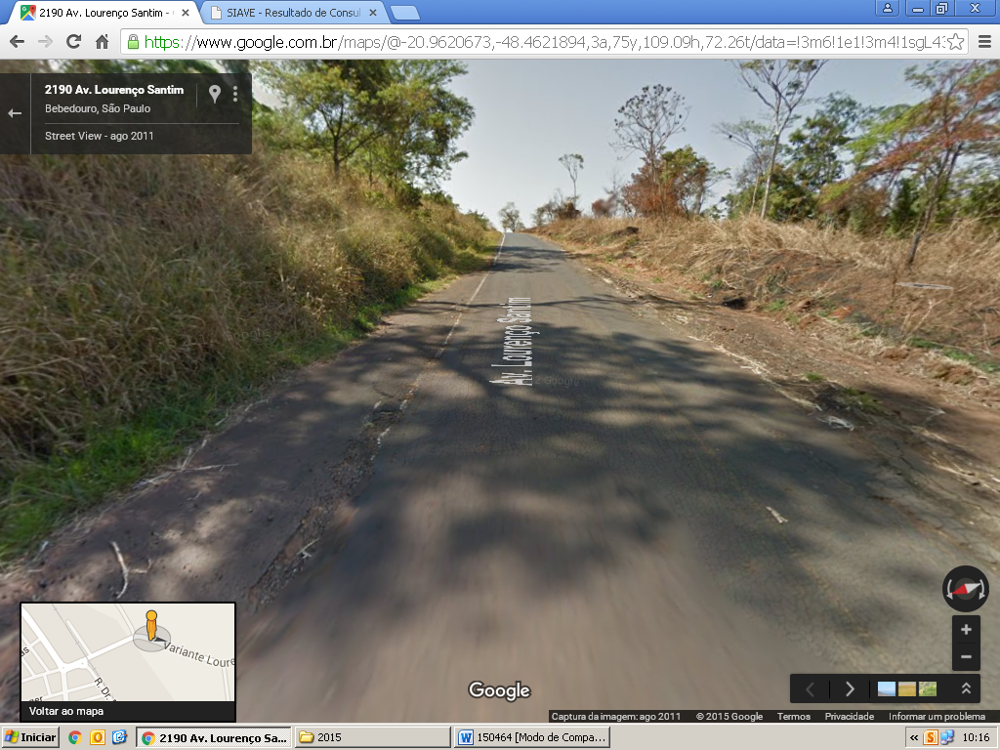 2190 Av. Lourenço Santim -
SIAVE - Resultado de Consul
https://www.google.com.br/maps/@-20.9620673,-48.4621894,3a,75y,109.09h,72.26t/data=!3m6!1e1!3m4!1sgL4
2190 Av. Lourenço Santim
Bebedouro, São Paulo
Street View - ago 2011
Av. Lourenço Santim
Variante Loure
R. Dr.
Voltar ao mapa
Google
Captura da imagem: ago 2011 © 2015 Google Termos Privacidade Informar um problema
Iniciar
2190 Av. Lourenço Sa...
2015
150464 [Modo de Compa...
10:16